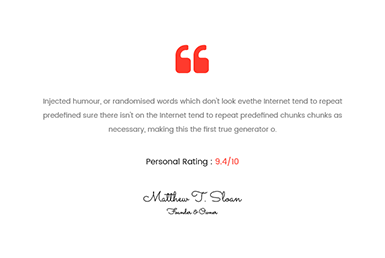 Injected humour, or randomised words which don't look evethe Internet tend to repeat
predefined sure there isn't on the Internet tend to repeat predefined chunks chunks as
necessary, making this the first true generator o.
Personal Rating : 9.4/10
Matthew T. Sloan
Founder & Owner